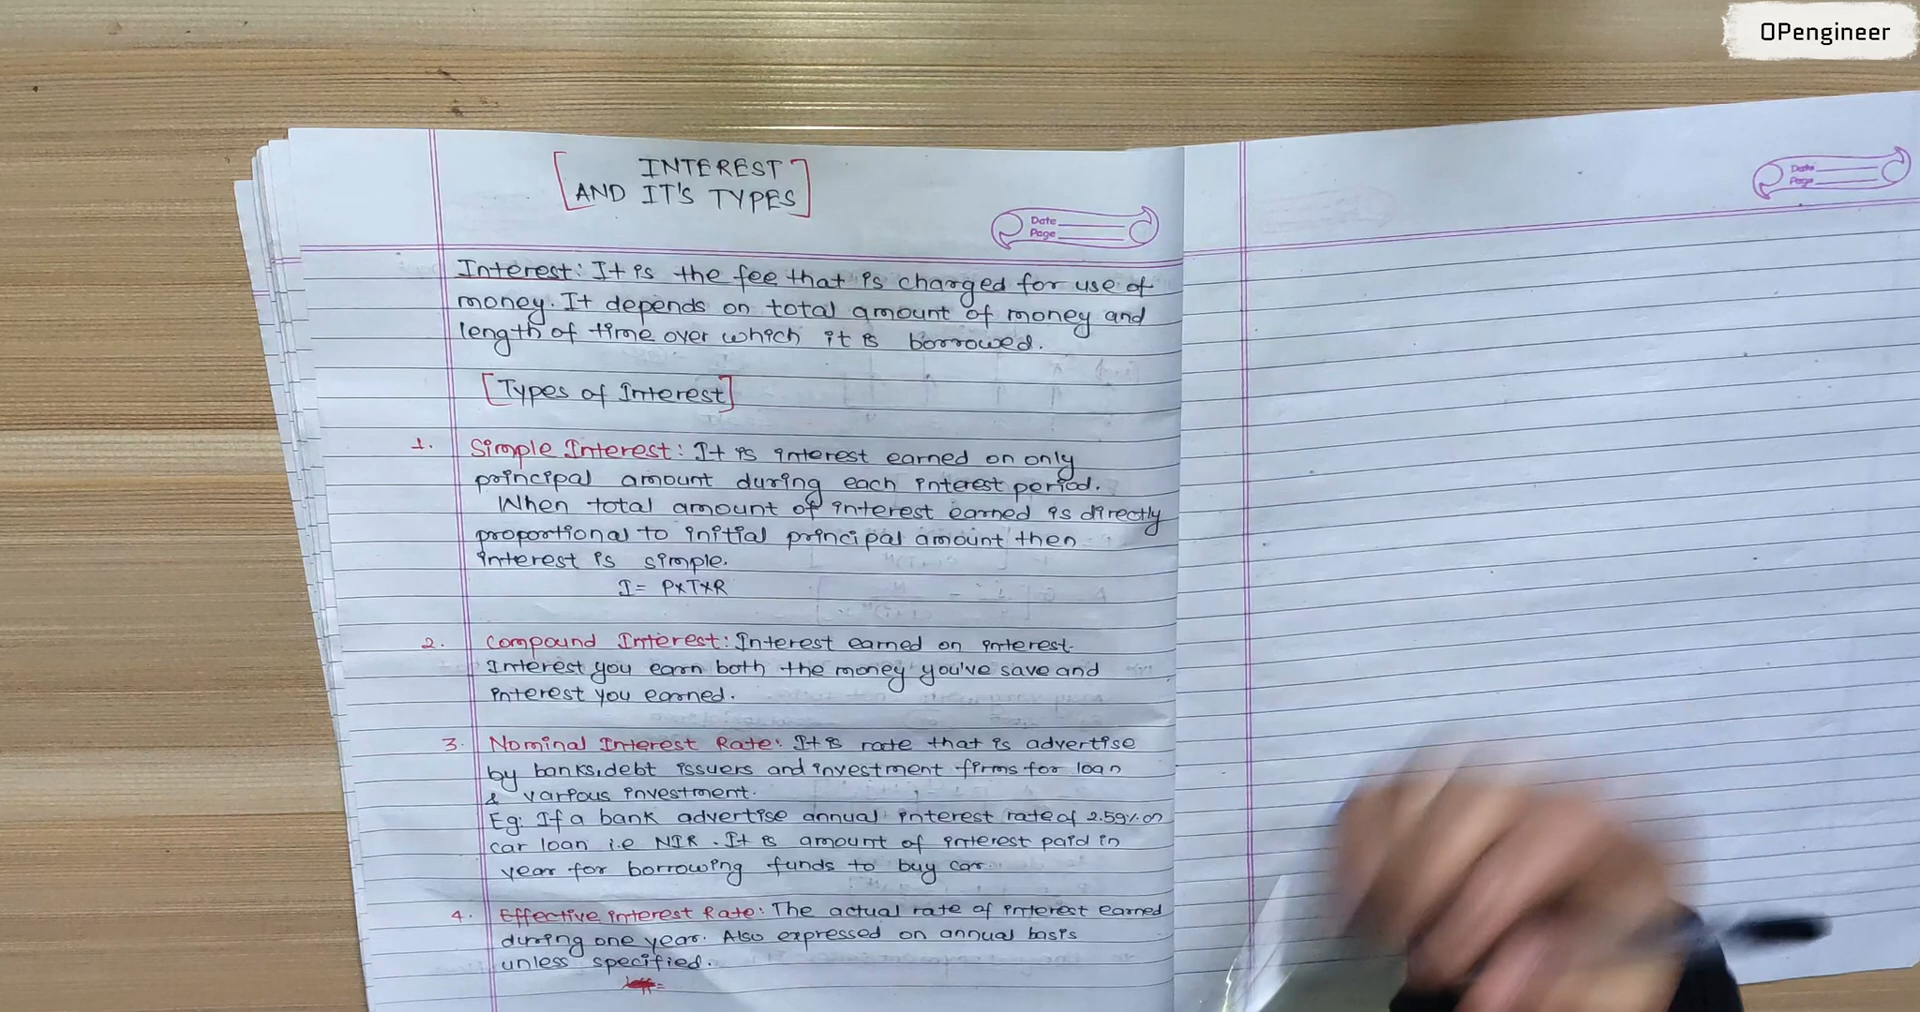 OPengineer
INTEREST
AND IT'S TYPES
Date
Page
Date
Page
Interest: It is the fee that is charged for use of
money. It depends on total amount of money and
length of time over which it is borrowed.
[Types of Interest]
1. Simple Interest: It is interest earned on only
principal amount during each interest period.
When total amount of interest earned is directly
proportional to initial principal amount then
interest is simple.
I = P×T×R
2. Compound Interest: Interest earned on interest.
Interest you earn both the money you've save and
interest you earned.
3. Nominal Interest Rate: It is rate that is advertise
by banks, debt issuers and investment firms for loan
& various investment.
Eg: If a bank advertise annual interest rate of 2.59% on
car loan i.e NIR. It is amount of interest paid in
year for borrowing funds to buy car.
4. Effective interest Rate: The actual rate of interest earned
during one year. Also expressed on annual basis
unless specified.